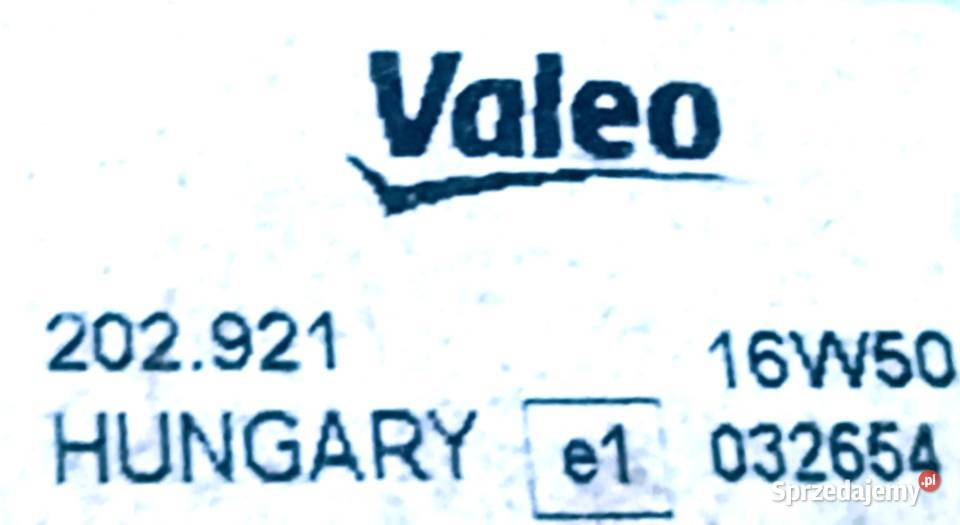 Valeo
202.921 16W50
HUNGARY e1 032654
Sprzedajemy.pl